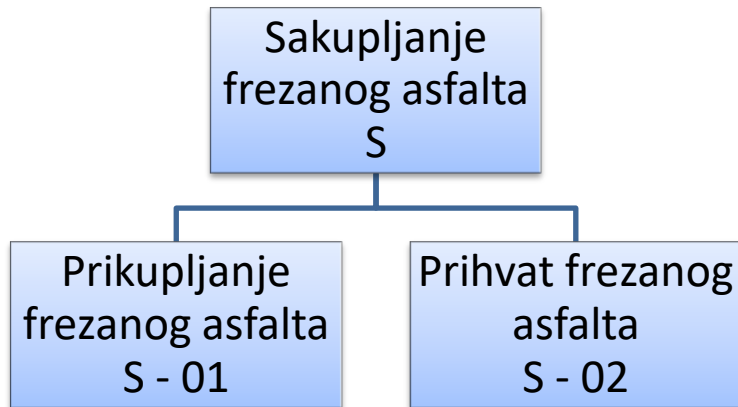 Sakupljanje
frezanog asfalta
S
Prikupljanje
frezanog asfalta
S - 01
Prihvat frezanog
asfalta
S - 02